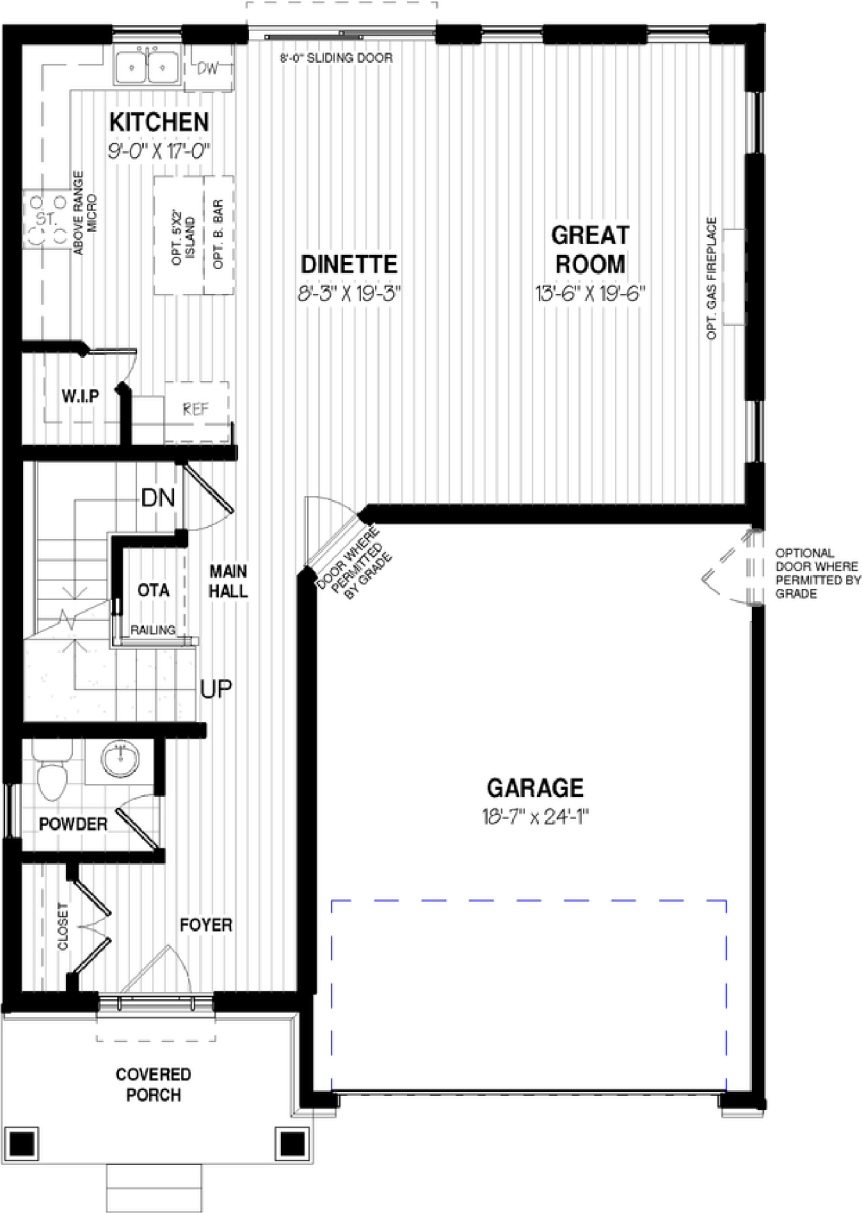 8'-0" SLIDING DOOR
DW
KITCHEN
9'-0" X 17'-0"
ST.
ABOVE RANGE
MICRO
OPT. 5'X2'
ISLAND
OPT. B. BAR
DINETTE
8'-3" X 19'-3"
GREAT
ROOM
13'-6" X 19'-6"
OPT. GAS FIREPLACE
W.I.P
REF
DN
DOOR WHERE
PERMITTED
BY GRADE
OPTIONAL
DOOR WHERE
PERMITTED BY
GRADE
MAIN
HALL
OTA
RAILING
UP
GARAGE
18'-7" x 24'-1"
POWDER
CLOSET
FOYER
COVERED
PORCH